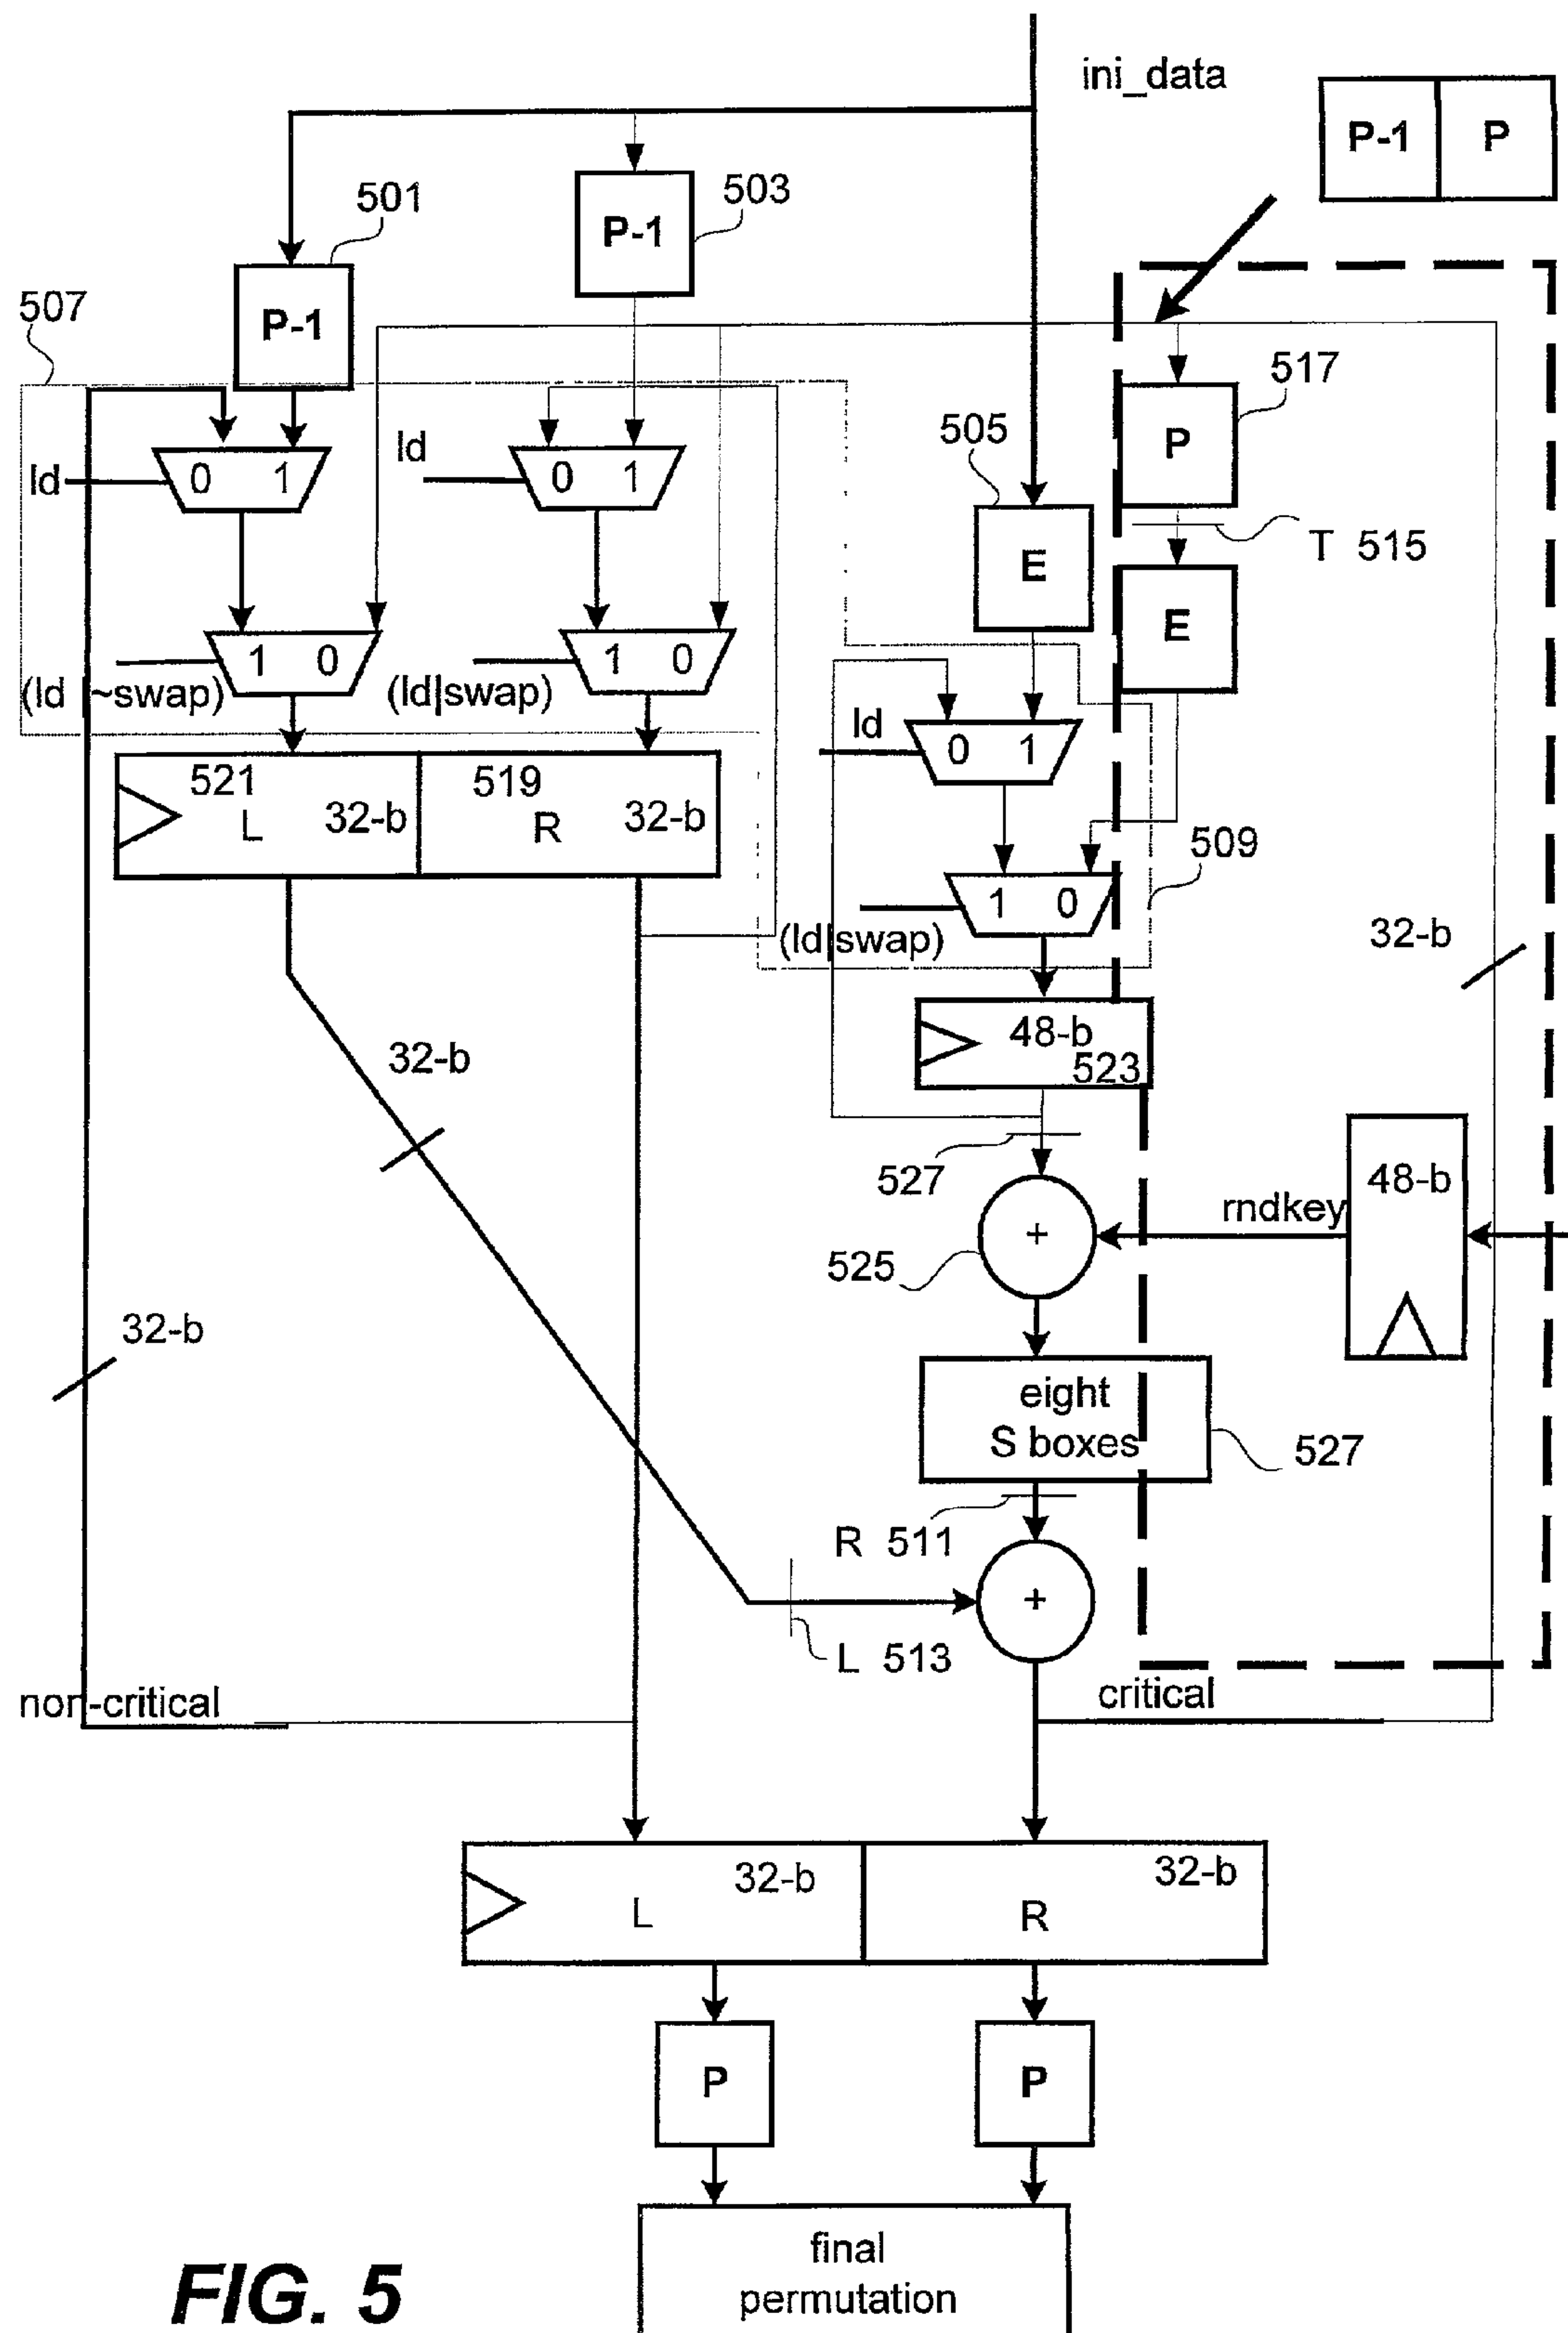 ini_data
P-1 P
501
503
P-1
507
P-1
517
P
505
ld
0 1
ld
0 1
T 515
E
E
1 0
(ld |~swap)
1 0
(ld|swap)
ld
0 1
521
L
32-b
519
R
32-b
509
1 0
(ld|swap)
32-b
48-b
523
32-b
527
48-b
rndkey
+
525
32-b
eight
S boxes
527
R 511
+
L 513
non-critical
critical
32-b
L
32-b
R
P
P
final
permutation
FIG. 5